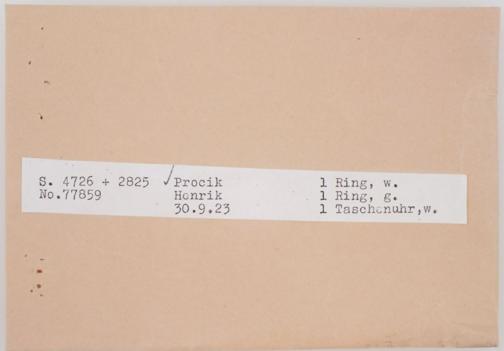 S. 4726 + 2825 ✓Procik 1 Ring, w.
No.77859 Henrik 1 Ring, g.
30.9.23 1 Taschenuhr,w.